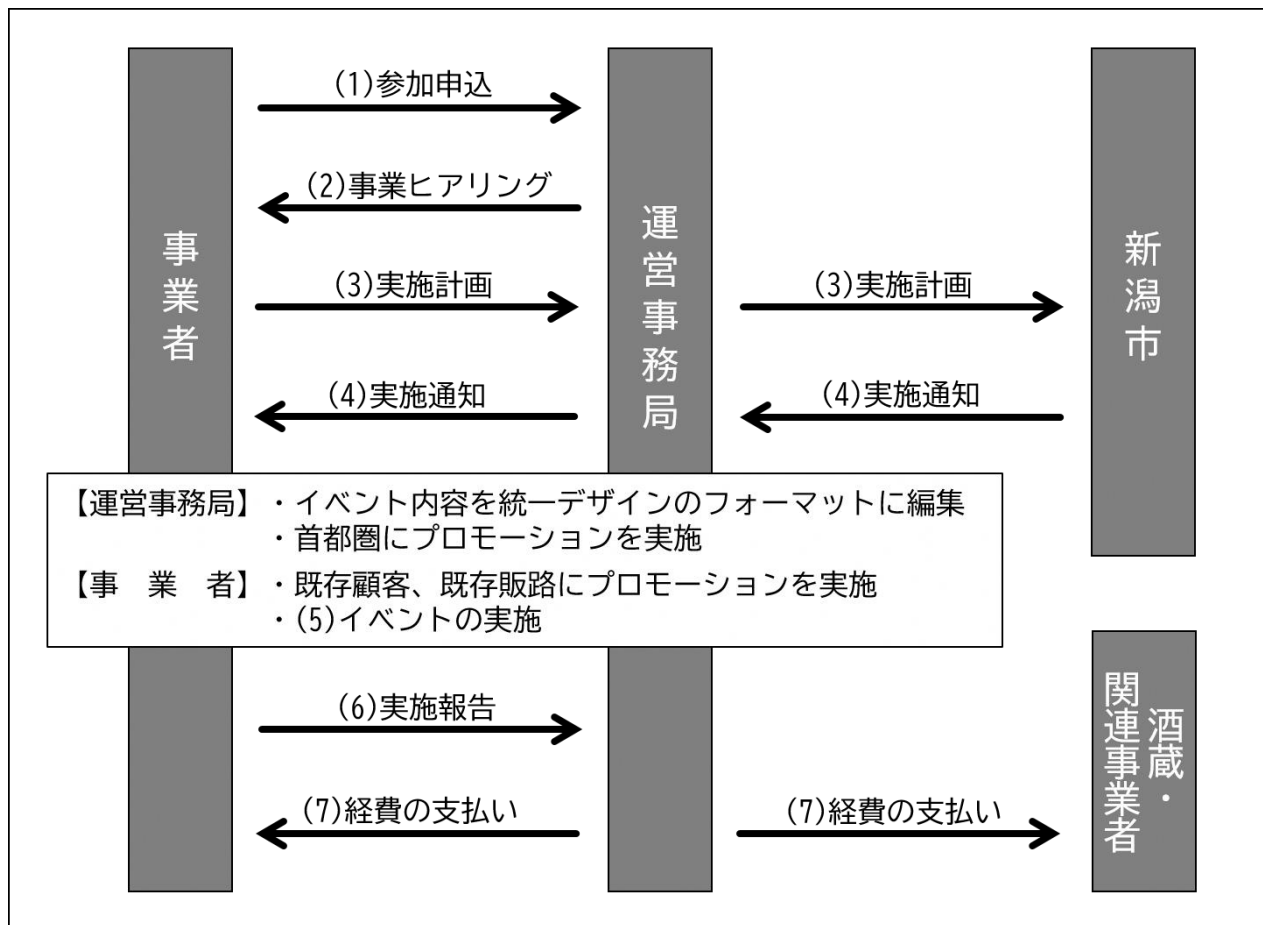 (1)参加申込
(2)事業ヒアリング
事業者
運営事務局
新潟市
(3)実施計画
(3)実施計画
(4)実施通知
(4)実施通知
【運営事務局】・イベント内容を統一デザインのフォーマットに編集
・首都圏にプロモーションを実施
【事　業　者】・既存顧客、既存販路にプロモーションを実施
・(5)イベントの実施
(6)実施報告
酒蔵・
関連事業者
(7)経費の支払い
(7)経費の支払い